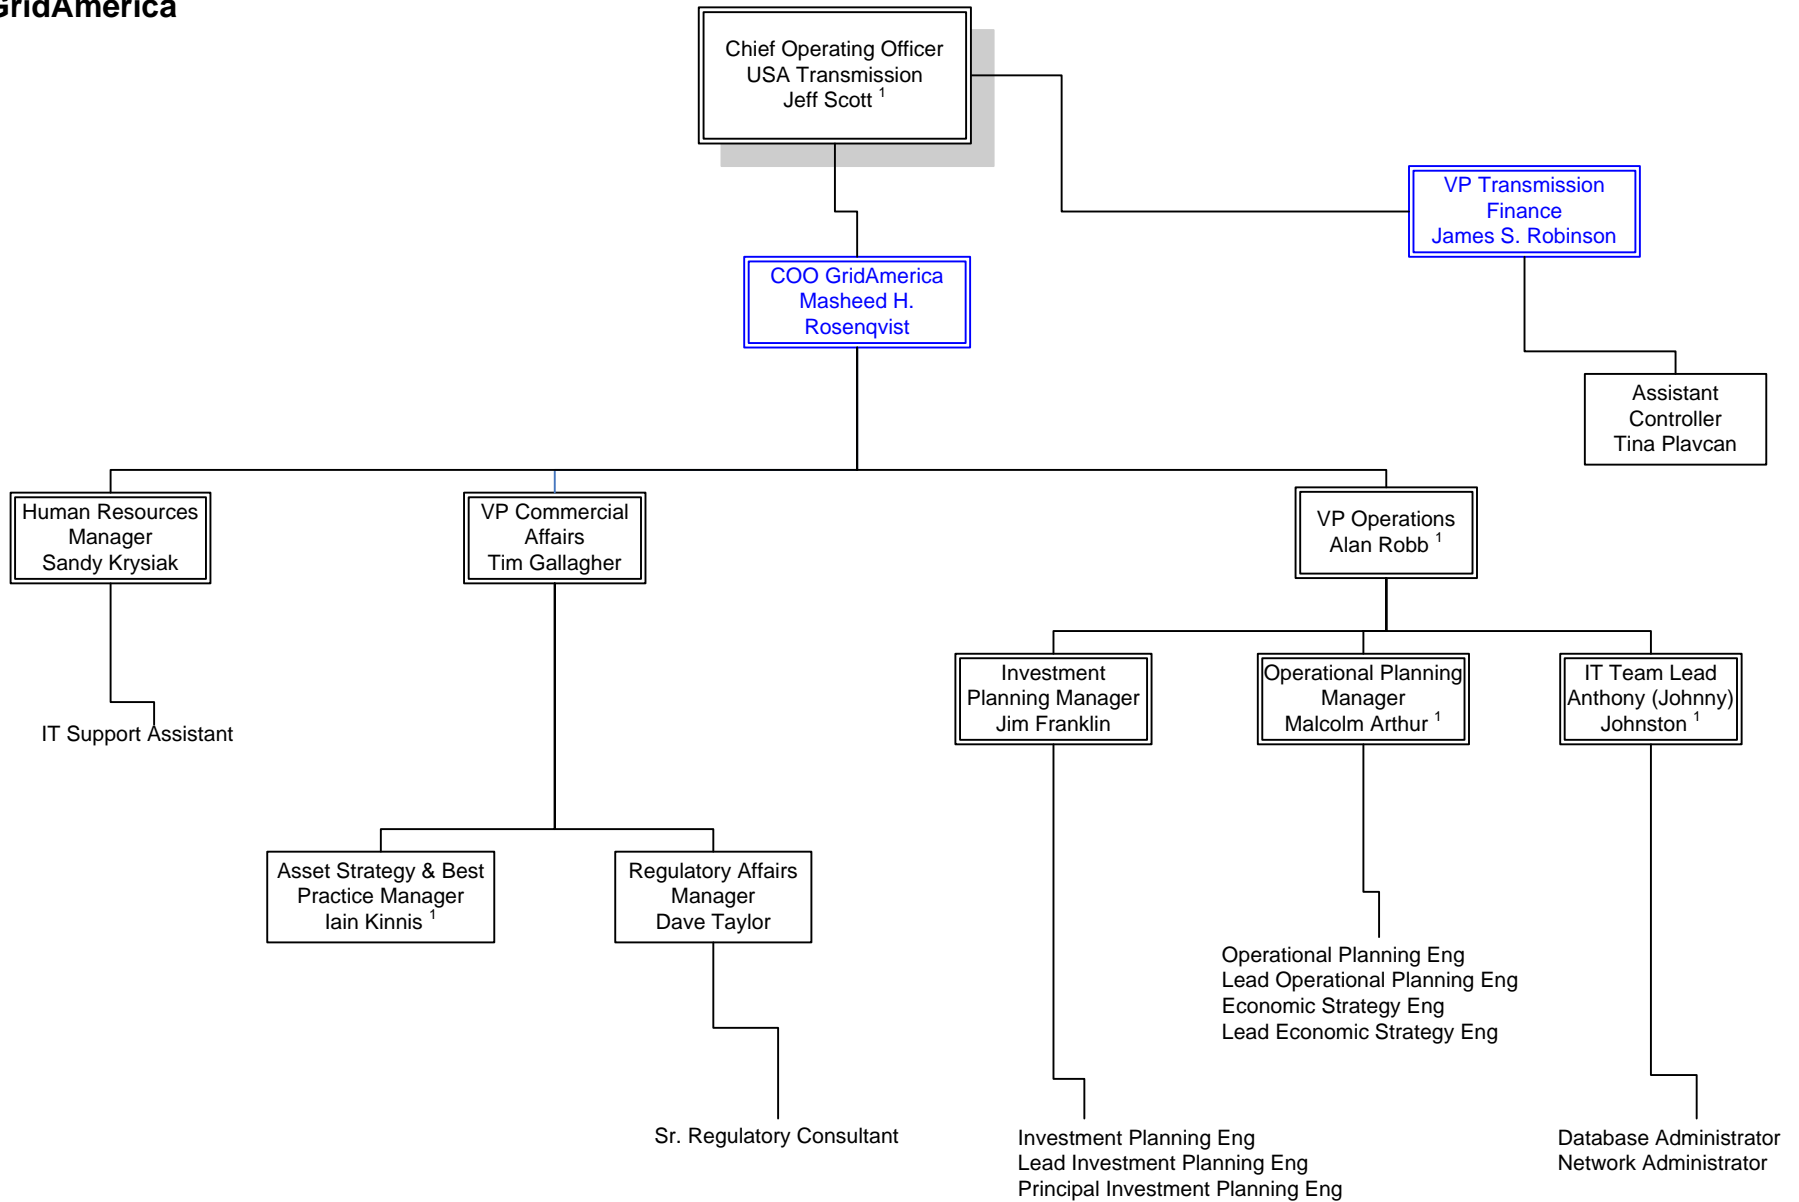 GridAmerica
Chief Operating Officer
USA Transmission
Jeff Scott 1
VP Transmission
Finance
James S. Robinson
COO GridAmerica
Masheed H.
Rosenqvist
Assistant
Controller
Tina Plavcan
Human Resources
Manager
Sandy Krysiak
VP Commercial
Affairs
Tim Gallagher
VP Operations
Alan Robb 1
Investment
Planning Manager
Jim Franklin
Operational Planning
Manager
Malcolm Arthur 1
IT Team Lead
Anthony (Johnny)
Johnston 1
IT Support Assistant
Asset Strategy & Best
Practice Manager
Iain Kinnis 1
Regulatory Affairs
Manager
Dave Taylor
Operational Planning Eng
Lead Operational Planning Eng
Economic Strategy Eng
Lead Economic Strategy Eng
Sr. Regulatory Consultant
Investment Planning Eng
Lead Investment Planning Eng
Principal Investment Planning Eng
Database Administrator
Network Administrator